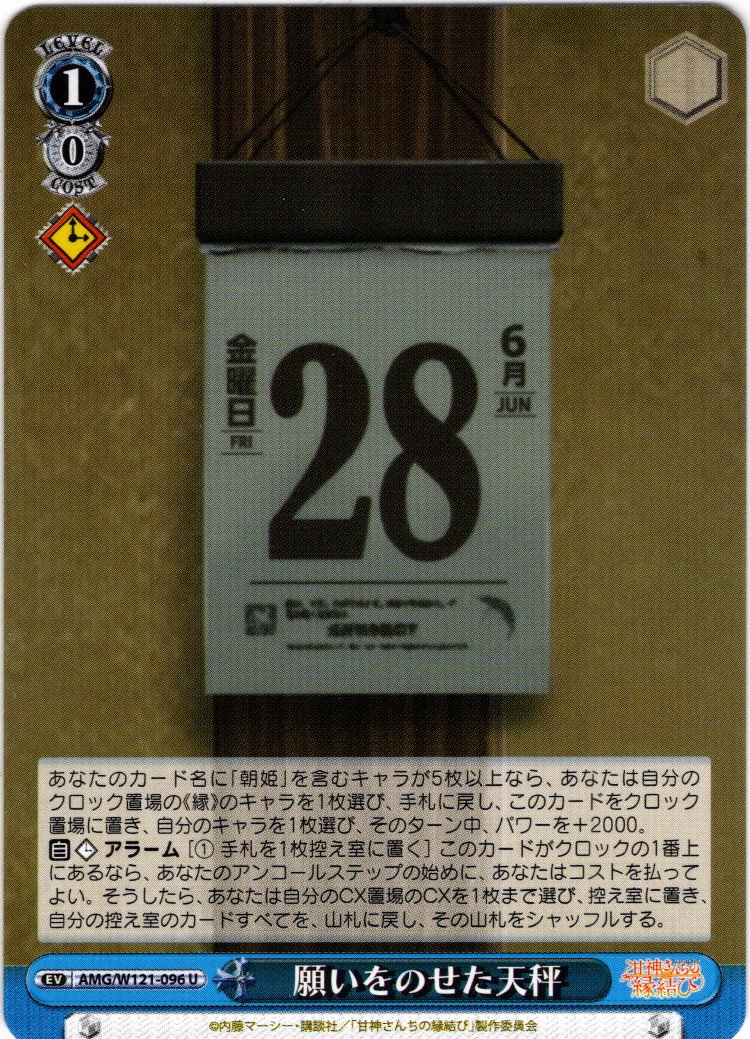 LEVEL
1
0
COST
金曜日
FRI
28
6月
JUN
あなたのカード名に「朝姫」を含むキャラが5枚以上なら、あなたは自分の
クロック置場の《縁》のキャラを1枚選び、手札に戻し、このカードをクロック
置場に置き、自分のキャラを1枚選び、そのターン中、パワーを+2000。
自 アラーム [① 手札を1枚控え室に置く] このカードがクロックの1番上
にあるなら、あなたのアンコールステップの始めに、あなたはコストを払って
よい。そうしたら、あなたは自分のCX置場のCXを1枚まで選び、控え室に置き、
自分の控え室のカードすべてを、山札に戻し、その山札をシャッフルする。
EV AMG/W121-096 U
願いをのせた天秤
甘神さんちの
縁結び
©内藤マーシー・講談社/「甘神さんちの縁結び」製作委員会